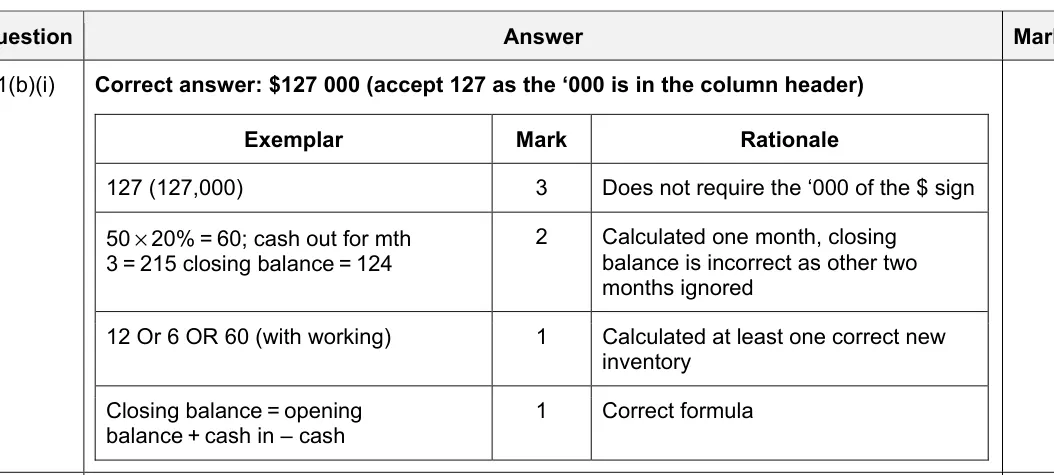 uestion Answer Mark
1(b)(i) Correct answer: $127 000 (accept 127 as the ‘000 is in the column header)
Exemplar Mark Rationale
127 (127,000) 3 Does not require the ‘000 of the $ sign
50 × 20% = 60; cash out for mth
3 = 215 closing balance = 124
2
Calculated one month, closing
balance is incorrect as other two
months ignored
12 Or 6 OR 60 (with working) 1
Calculated at least one correct new
inventory
Closing balance = opening
balance + cash in – cash
1
Correct formula